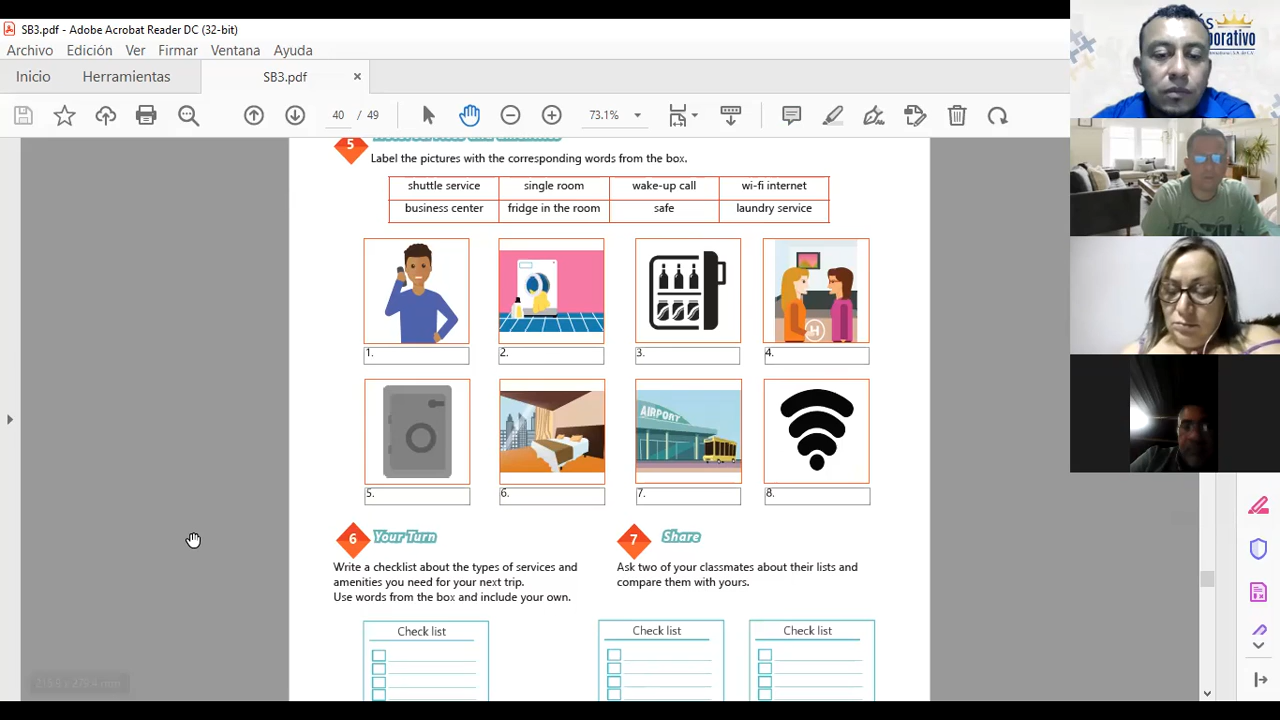 SB3.pdf - Adobe Acrobat Reader DC (32-bit)
Archivo Edición Ver Firmar Ventana Ayuda
Inicio Herramientas SB3.pdf ×
40 / 49 73.1%
5
Label the pictures with the corresponding words from the box.
shuttle service single room wake-up call wi-fi internet
business center fridge in the room safe laundry service
AIRPORT
H
1. 2. 3. 4.
5. 6. 7. 8.
6 Your Turn
Write a checklist about the types of services and
amenities you need for your next trip.
Use words from the box and include your own.
7 Share
Ask two of your classmates about their lists and
compare them with yours.
Check list
Check list
Check list